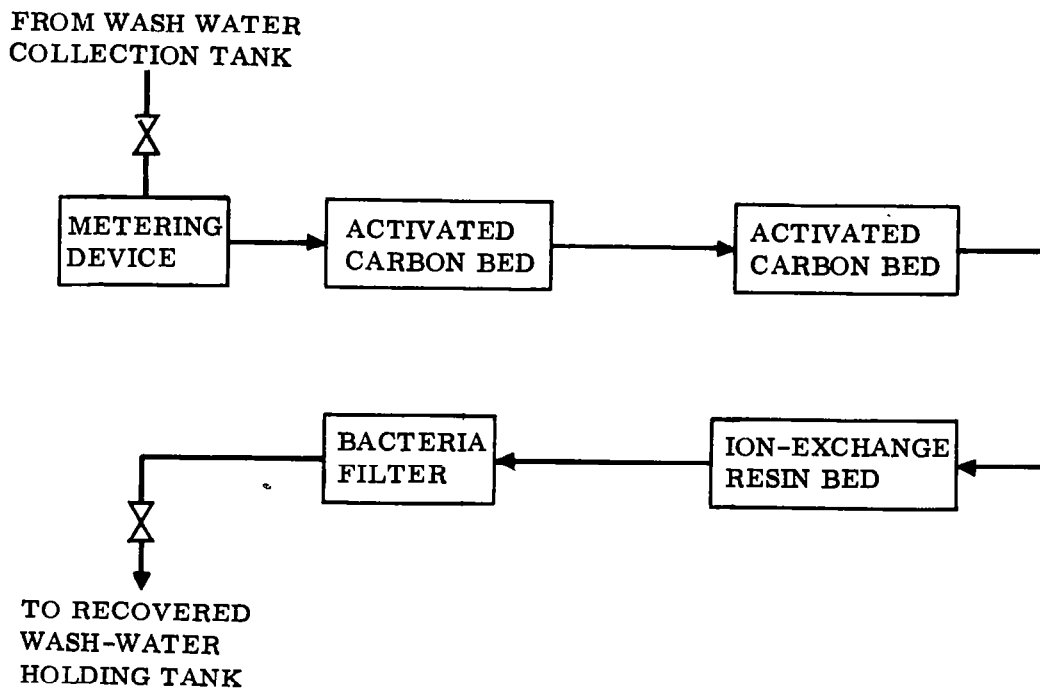 FROM WASH WATER
COLLECTION TANK
METERING
DEVICE
ACTIVATED
CARBON BED
ACTIVATED
CARBON BED
ION-EXCHANGE
RESIN BED
BACTERIA
FILTER
TO RECOVERED
WASH-WATER
HOLDING TANK